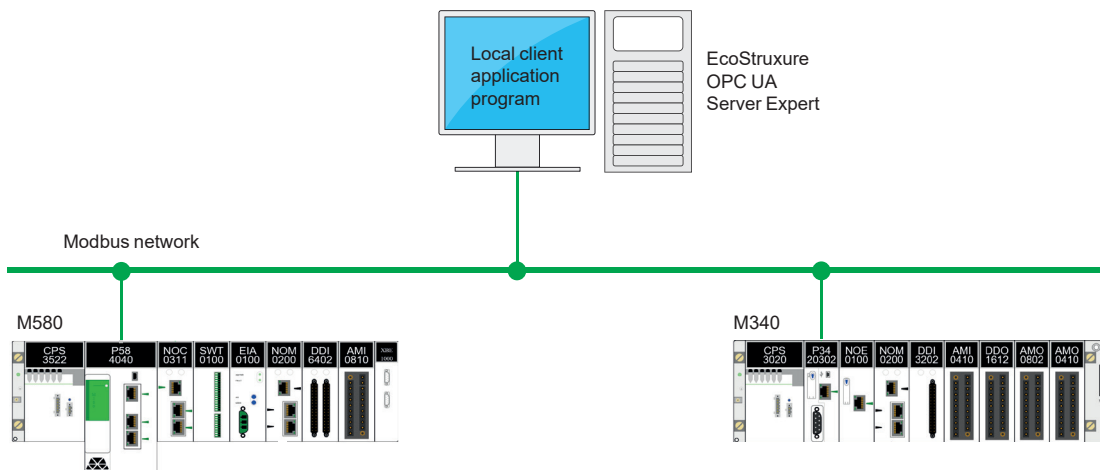 Local client
application
program
EcoStruxure
OPC UA
Server Expert
Modbus network
M580
CPS
3522
P58
4040
NOC
0311
SWT
0100
EIA
0100
NOM
0200
DDI
6402
AMI
0810
XBE
1000
M340
CPS
3020
P34
20302
NOE
0100
NOM
0200
DDI
3202
AMI
0410
DDO
1612
AMO
0802
AMO
0410